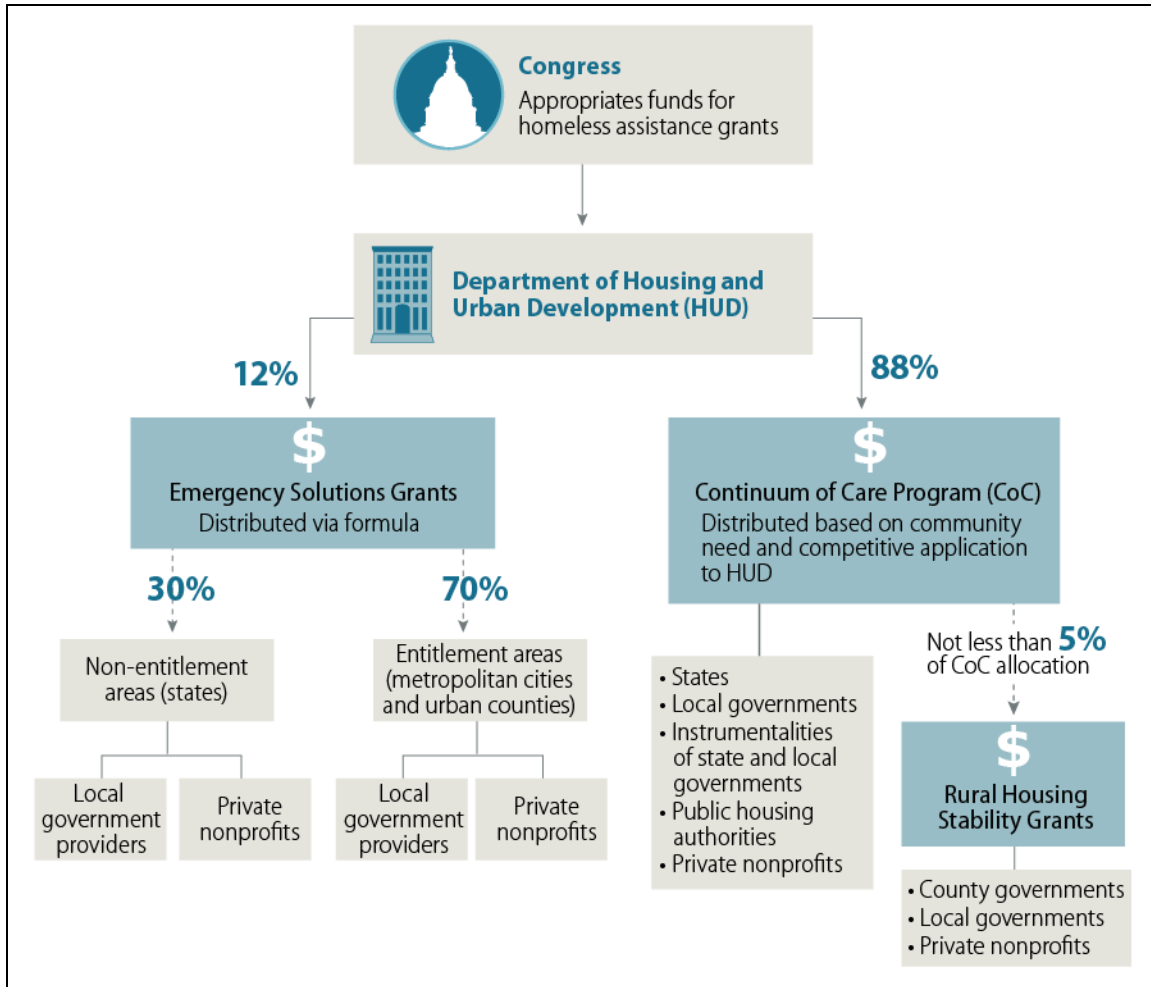 Congress
Appropriates funds for
homeless assistance grants
Department of Housing and
Urban Development (HUD)
12%
88%
$
Emergency Solutions Grants
Distributed via formula
$
Continuum of Care Program (CoC)
Distributed based on community
need and competitive application
to HUD
30%
70%
Non-entitlement
areas (states)
Entitlement areas
(metropolitan cities
and urban counties)
Local
government
providers
Private
nonprofits
Local
government
providers
Private
nonprofits
• States
• Local governments
• Instrumentalities
of state and local
governments
• Public housing
authorities
• Private nonprofits
Not less than 5%
of CoC allocation
$
Rural Housing
Stability Grants
• County governments
• Local governments
• Private nonprofits